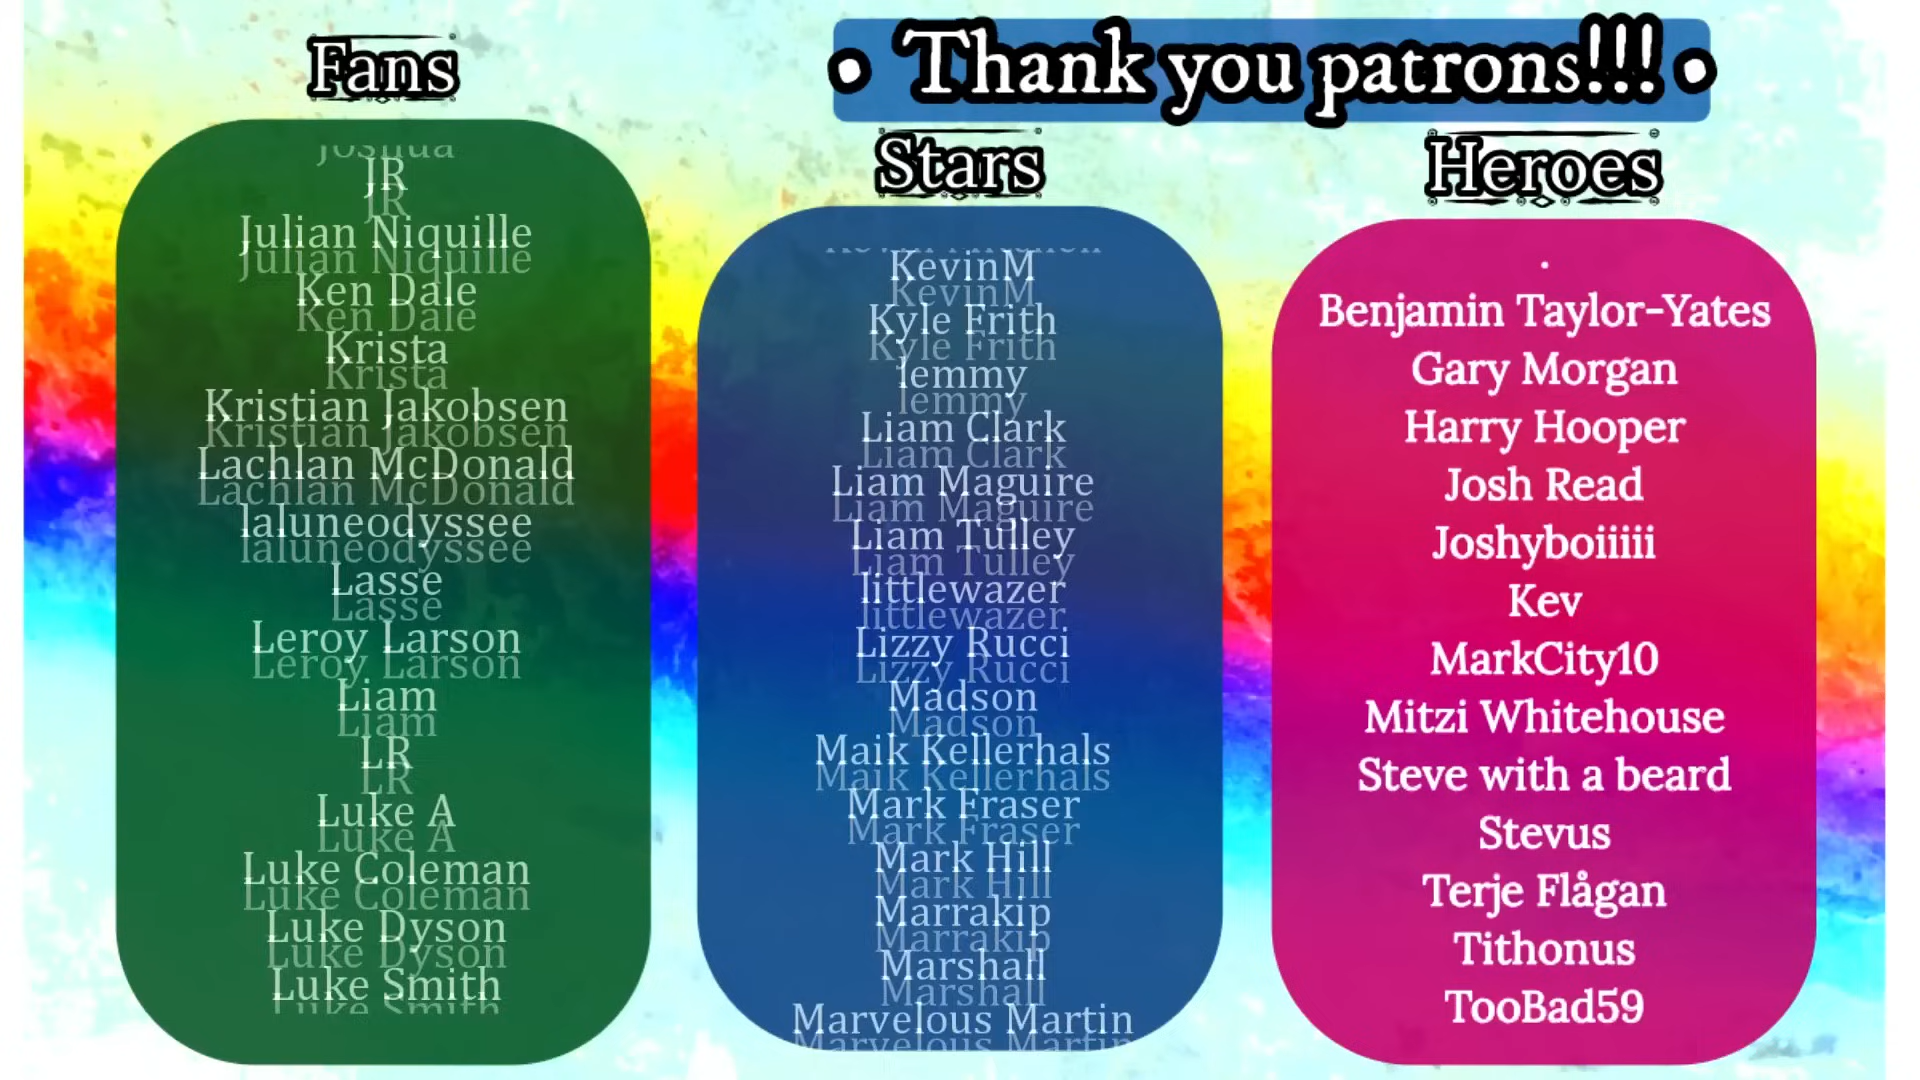 Fans
Joshua
JR
Julian Niquille
Ken Dale
Krista
Kristian Jakobsen
Lachlan McDonald
laluneodyssee
Lasse
Leroy Larson
Liam
LR
Luke A
Luke Coleman
Luke Dyson
Luke Smith
• Thank you patrons!!! •
Stars
KevinM
Kyle Frith
lemmy
Liam Clark
Liam Maguire
Liam Tulley
littlewazer
Lizzy Rucci
Madson
Maik Kellerhals
Mark Fraser
Mark Hill
Marrakip
Marshall
Marvelous Martin
Heroes
.
Benjamin Taylor-Yates
Gary Morgan
Harry Hooper
Josh Read
Joshyboiiiii
Kev
MarkCity10
Mitzi Whitehouse
Steve with a beard
Stevus
Terje Flågan
Tithonus
TooBad59